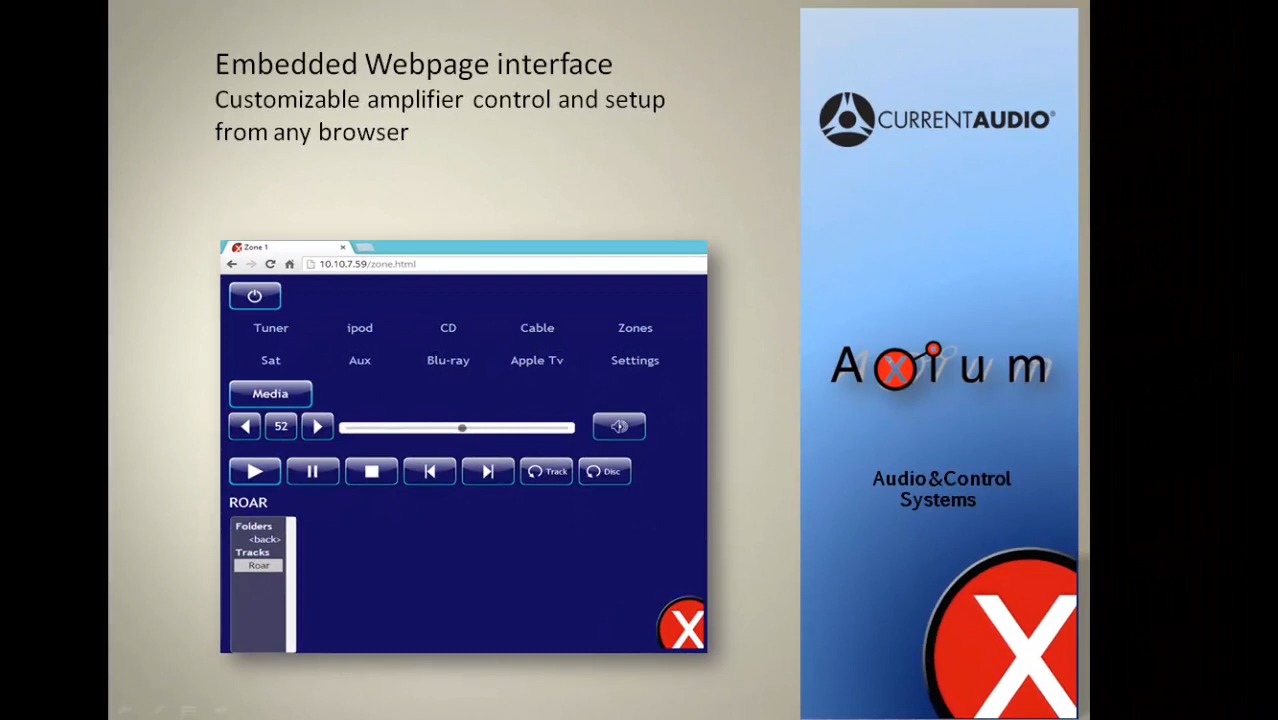 Embedded Webpage interface
Customizable amplifier control and setup
from any browser
CURRENTAUDIO®
Zone 1
10.10.7.59/zone.html
Tuner ipod CD Cable Zones
Sat Aux Blu-ray Apple Tv Settings
Media
52
Track Disc
ROAR
Folders
<back>
Tracks
Roar
X
Axium
Audio&Control
Systems
X